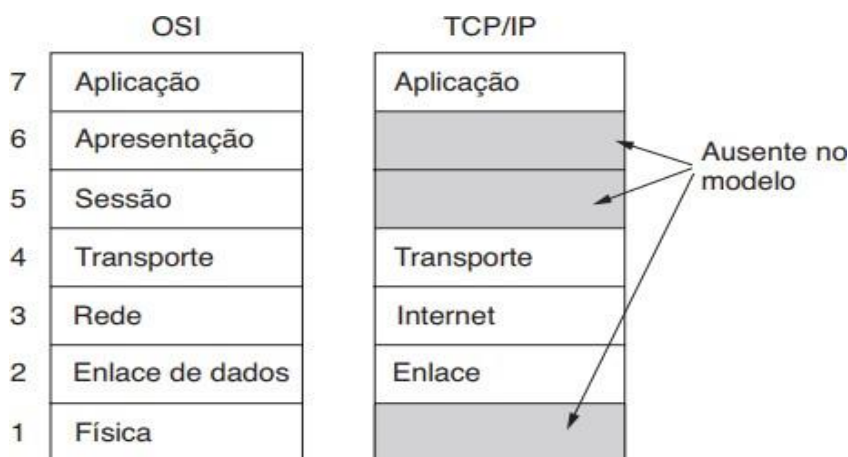 OSI TCP/IP
7 Aplicação Aplicação
6 Apresentação
Ausente no
modelo
5 Sessão
4 Transporte Transporte
3 Rede Internet
2 Enlace de dados Enlace
1 Física